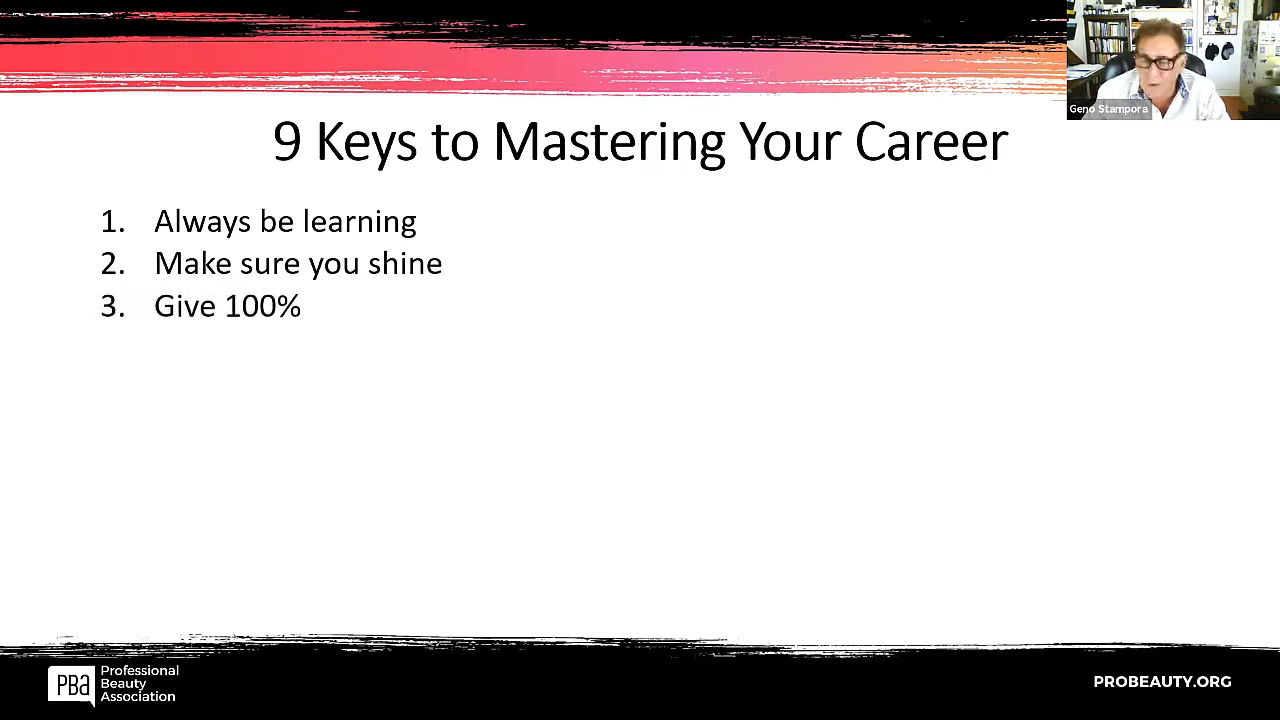 Geno Stampora
9 Keys to Mastering Your Career
1. Always be learning
2. Make sure you shine
3. Give 100%
PBa
Professional
Beauty
Association
PROBEAUTY.ORG